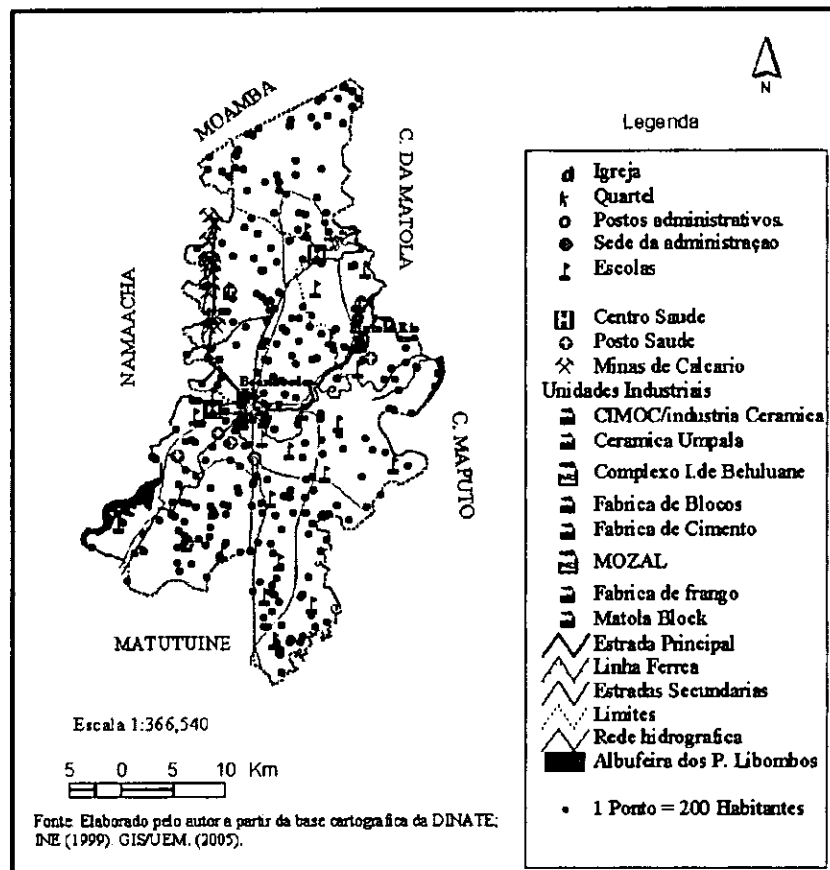 MOAMBA
C. DA MATOLA
NAMAACHA
C. MAPUTO
MATUTUINE
Escala 1:366,540
5 0 5 10 Km
Fonte: Elaborado pelo autor a partir da base cartografica da DINATE;
INE (1999). GIS/UEM. (2005).
N
Legenda
Igreja
Quartel
Postos administrativos.
Sede da administraçao
Escolas
Centro Saude
Posto Saude
Minas de Calcario
Unidades Industriais
CIMOC/industria Ceramica
Ceramica Umpala
Complexo I.de Beluluane
Fabrica de Blocos
Fabrica de Cimento
MOZAL
Fabrica de frango
Matola Block
Estrada Principal
Linha Ferrea
Estradas Secundarias
Limites
Rede hidrografica
Albufeira dos P. Libombos
1 Ponto = 200 Habitantes